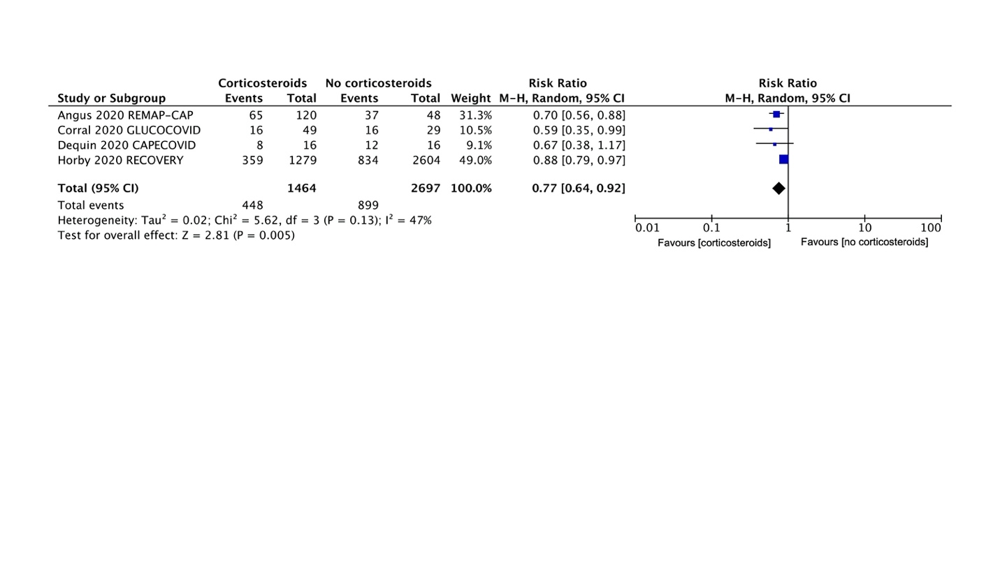 Corticosteroids No corticosteroids Risk Ratio Risk Ratio
Study or Subgroup Events Total Events Total Weight M-H, Random, 95% CI M-H, Random, 95% CI
Angus 2020 REMAP-CAP 65 120 37 48 31.3% 0.70 [0.56, 0.88]
Corral 2020 GLUCOCOVID 16 49 16 29 10.5% 0.59 [0.35, 0.99]
Dequin 2020 CAPECOVID 8 16 12 16 9.1% 0.67 [0.38, 1.17]
Horby 2020 RECOVERY 359 1279 834 2604 49.0% 0.88 [0.79, 0.97]
Total (95% CI) 1464 2697 100.0% 0.77 [0.64, 0.92]
Total events 448 899
Heterogeneity: Tau² = 0.02; Chi² = 5.62, df = 3 (P = 0.13); I² = 47%
Test for overall effect: Z = 2.81 (P = 0.005)
0.01 0.1 1 10 100
Favours [corticosteroids] Favours [no corticosteroids]